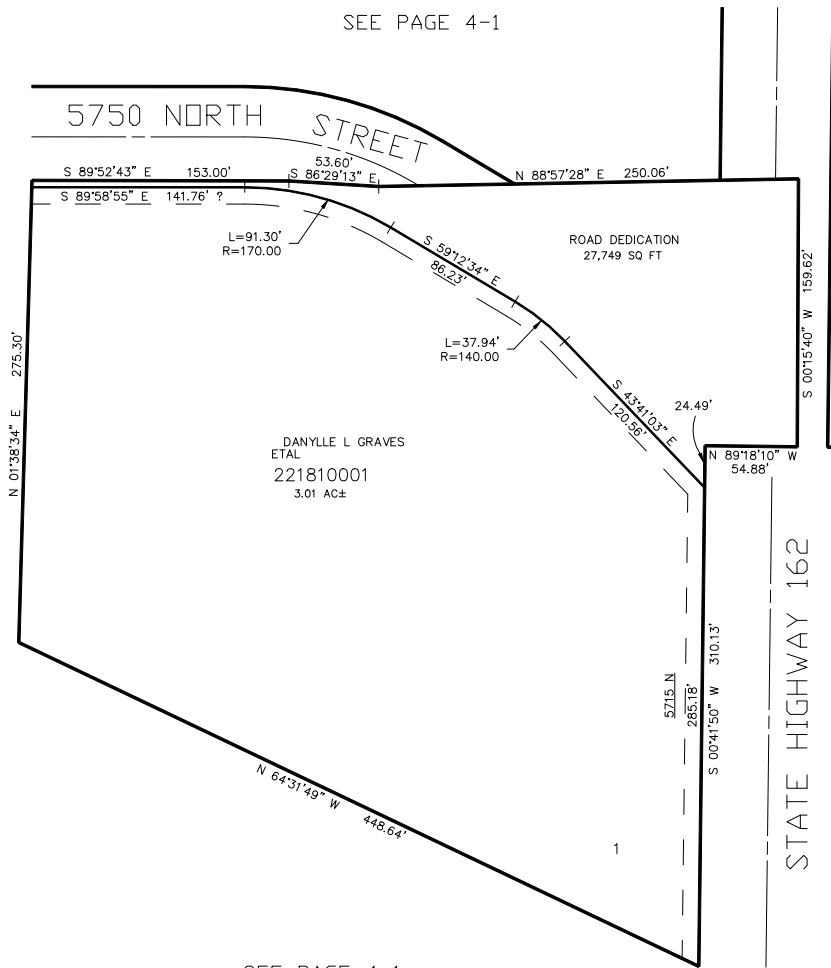 SEE PAGE 4-1
5750 NORTH STREET
S 89°52'43" E 153.00'
53.60'
S 86°29'13" E
N 88°57'28" E 250.06'
S 89°58'55" E 141.76' ?
L=91.30'
R=170.00
S 59°12'34" E
86.23'
ROAD DEDICATION
27,749 SQ FT
S 00°15'40" W 159.62'
L=37.94'
R=140.00
N 01°38'34" E 275.30'
S 43°41'03" E
120.56'
24.49'
N 89°18'10" W
54.88'
DANYLLE L GRAVES
ETAL
221810001
3.01 AC±
STATE HIGHWAY 162
5715 N
285.18'
S 00°41'50" W 310.13'
N 64°31'49" W 448.64'
1
SEE PAGE 4-1